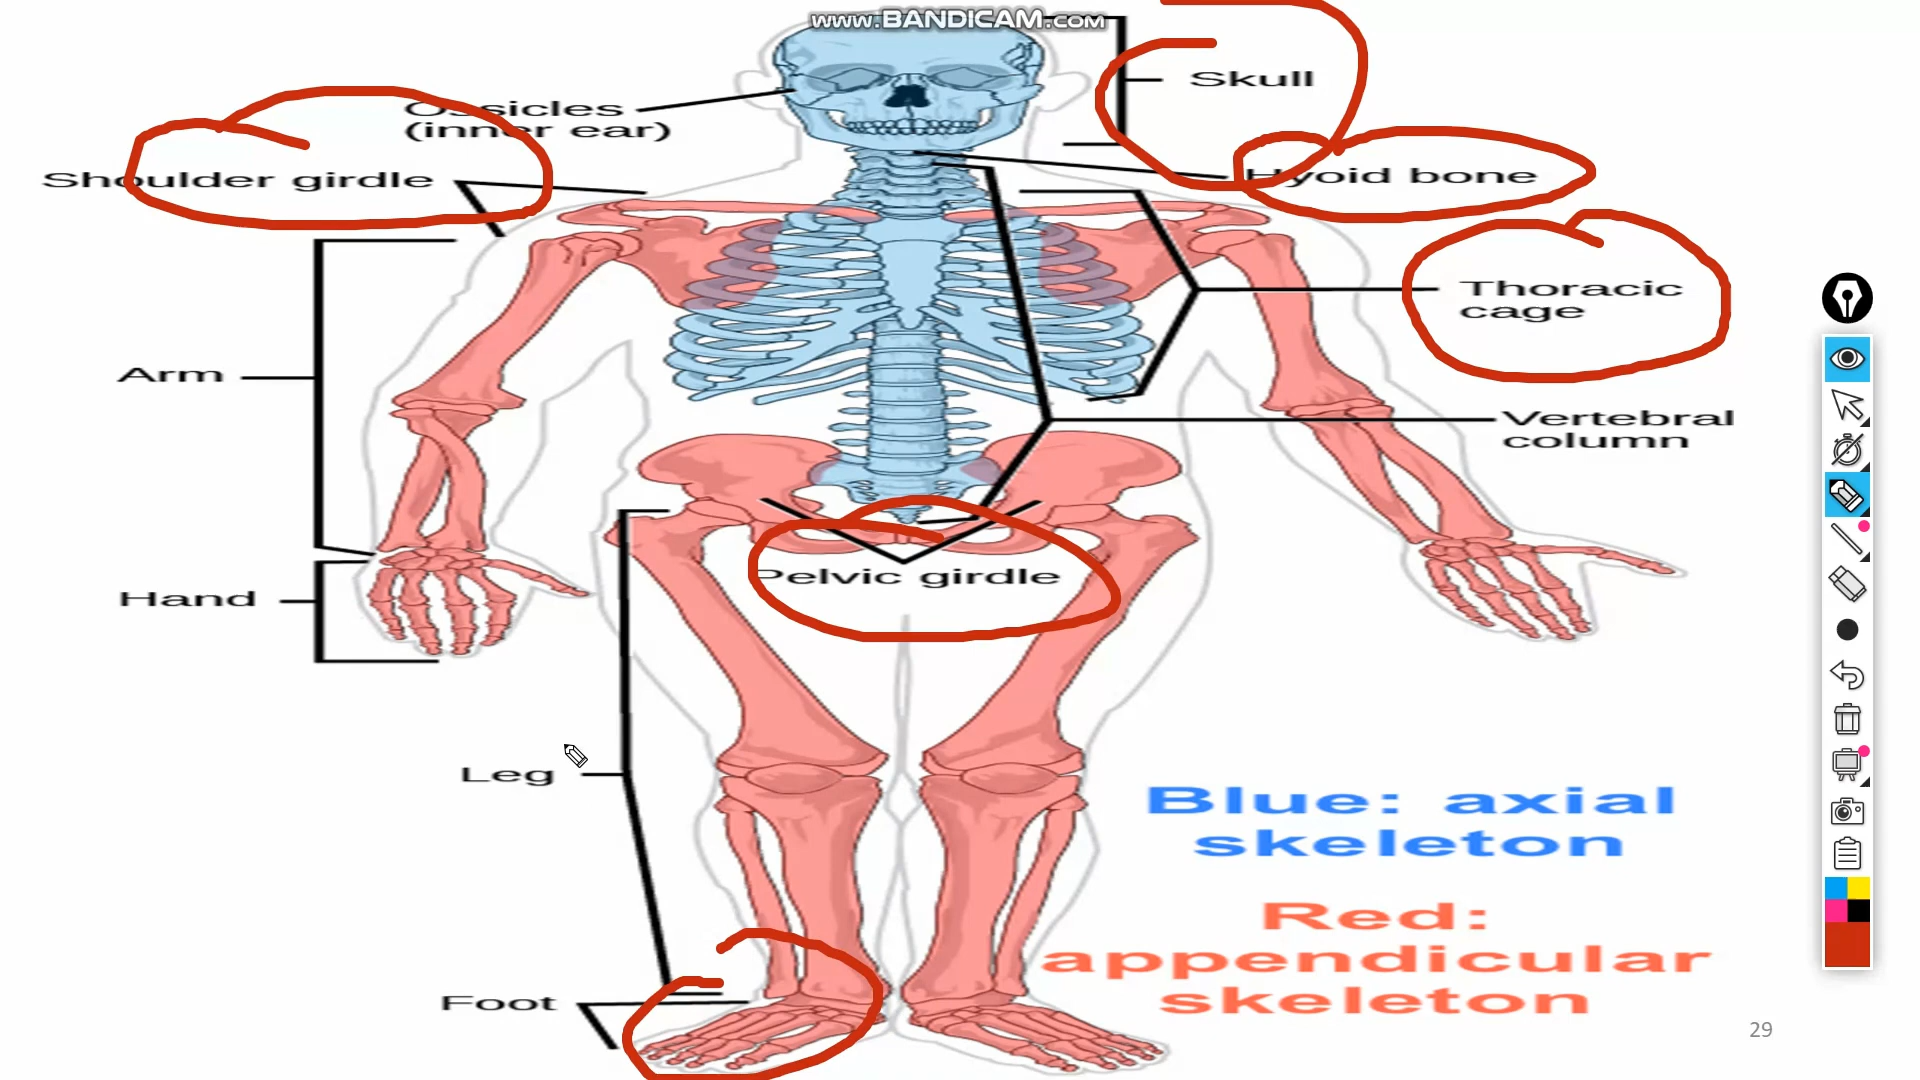 www.BANDICAM.com
Skull
Ossicles
(inner ear)
Shoulder girdle
Hyoid bone
Thoracic
cage
Arm
Vertebral
column
Pelvic girdle
Hand
Leg
Blue: axial
skeleton
Red:
appendicular
skeleton
Foot
29